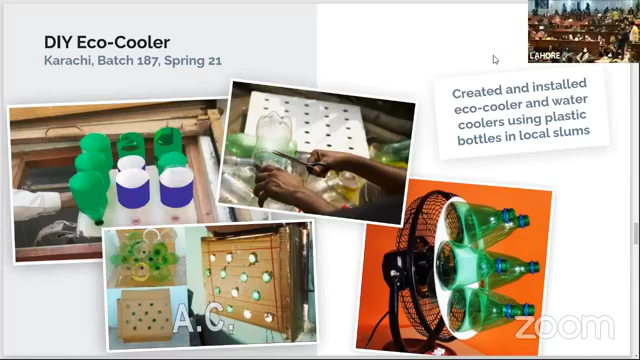 DIY Eco-Cooler
Karachi, Batch 187, Spring 21
LAHORE
Created and installed
eco-cooler and water
coolers using plastic
bottles in local slums
A.C.
zoom